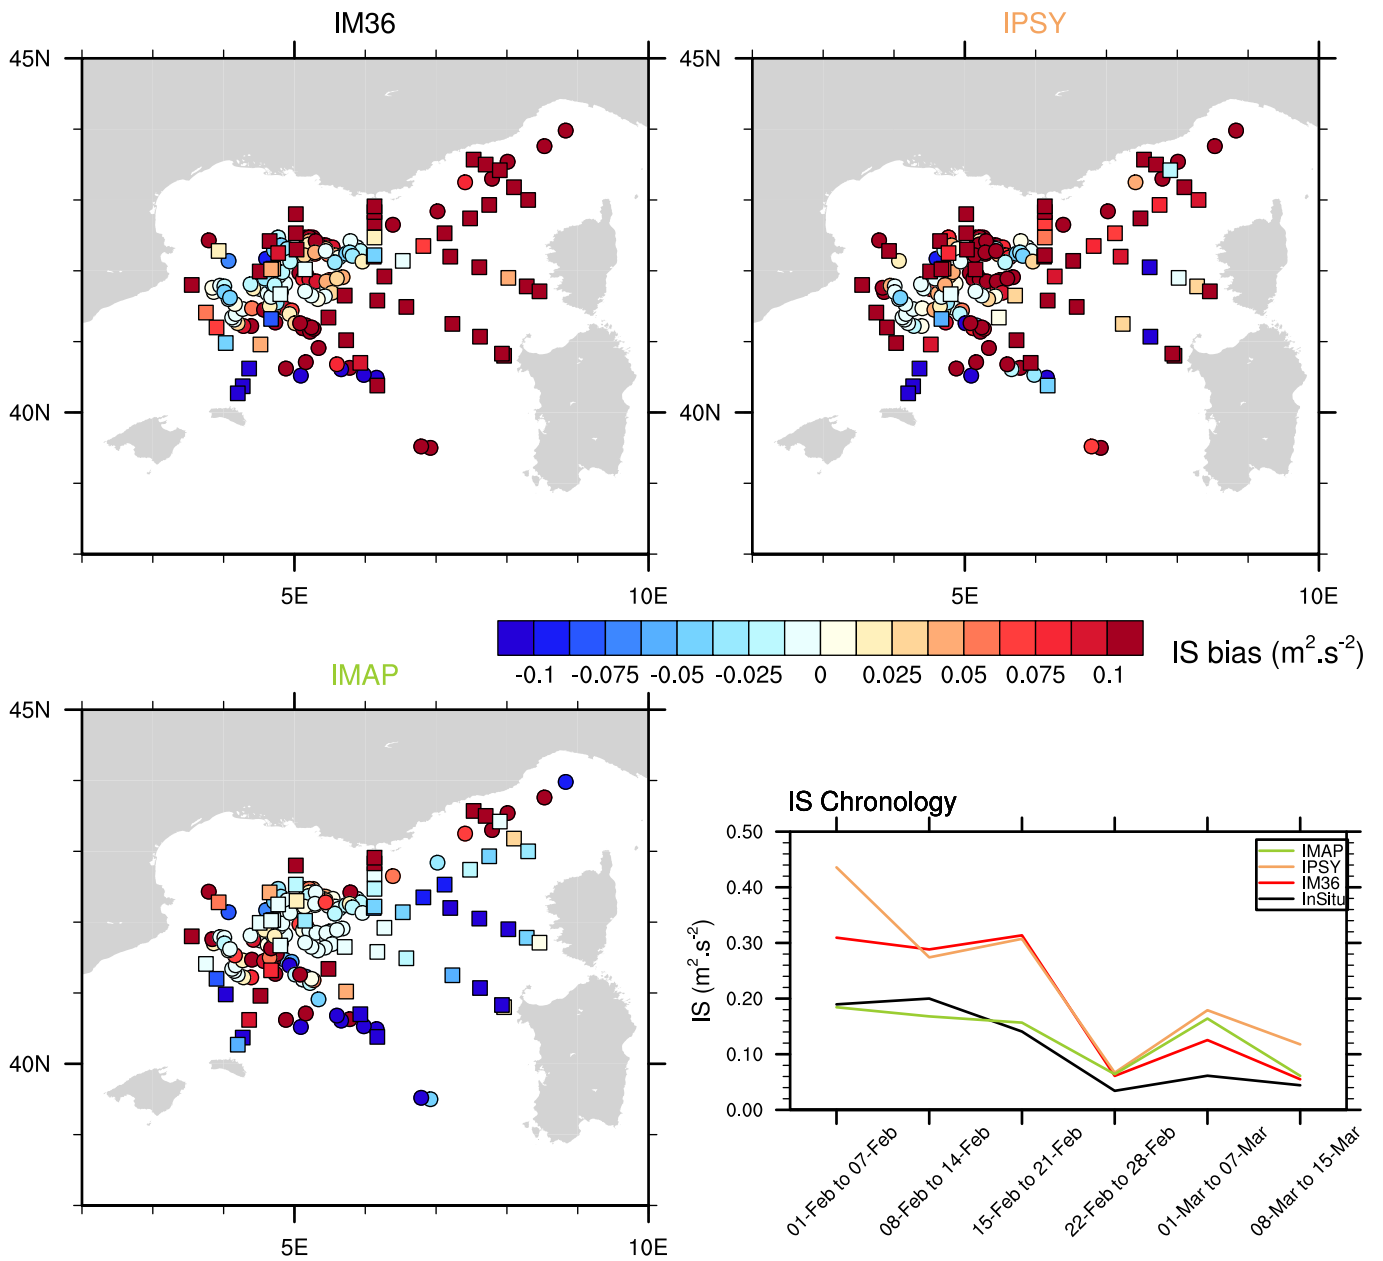 IM36
IPSY
45N
45N
40N
40N
5E
10E
5E
10E
-0.1 -0.075 -0.05 -0.025 0 0.025 0.05 0.075 0.1
IS bias (m².s⁻²)
IMAP
45N
40N
5E
10E
IS Chronology
IS (m².s⁻²)
0.50
0.40
0.30
0.20
0.10
0.00
IMAP
IPSY
IM36
InSitu
01-Feb to 07-Feb
08-Feb to 14-Feb
15-Feb to 21-Feb
22-Feb to 28-Feb
01-Mar to 07-Mar
08-Mar to 15-Mar